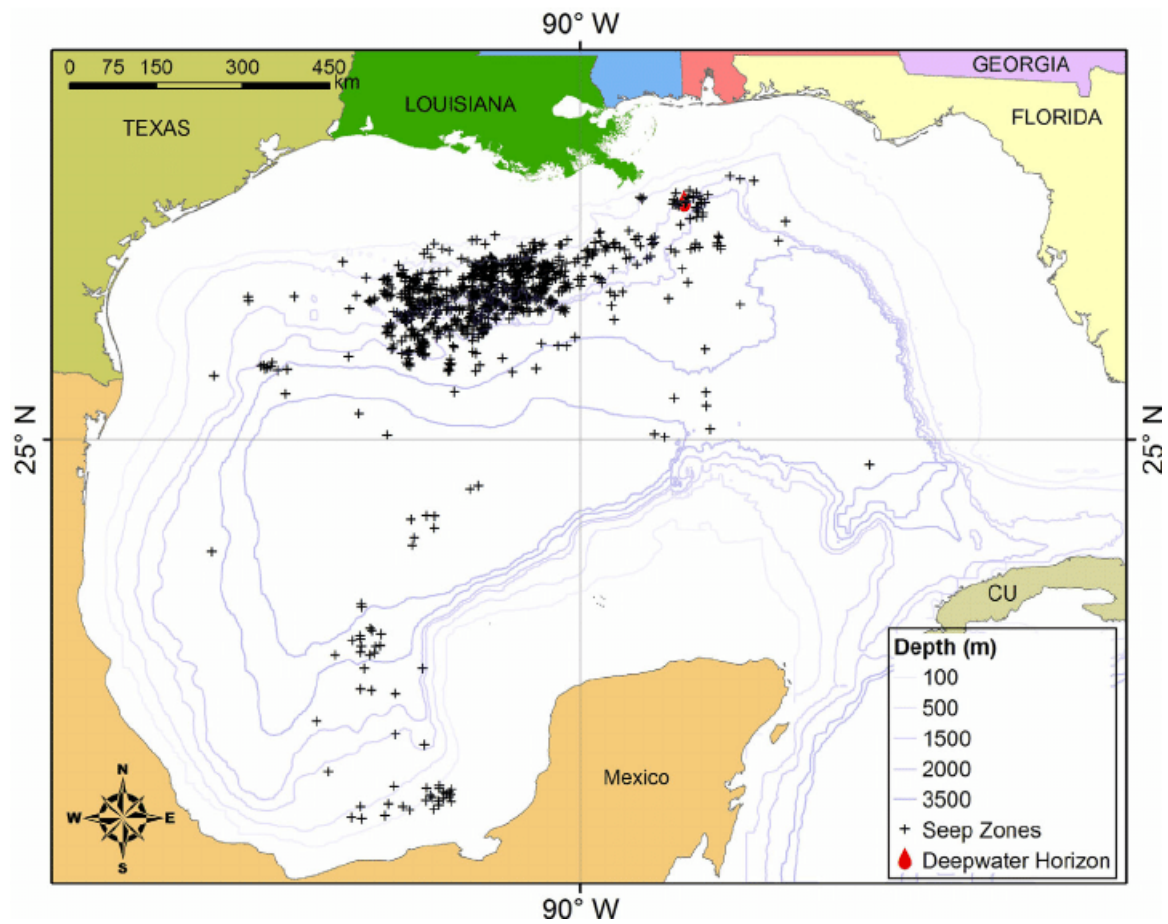 90° W
0 75 150 300 450
km
GEORGIA
LOUISIANA
TEXAS
FLORIDA
25° N
25° N
CU
Depth (m)
100
500
1500
2000
3500
Seep Zones
Deepwater Horizon
Mexico
N
W E
S
90° W